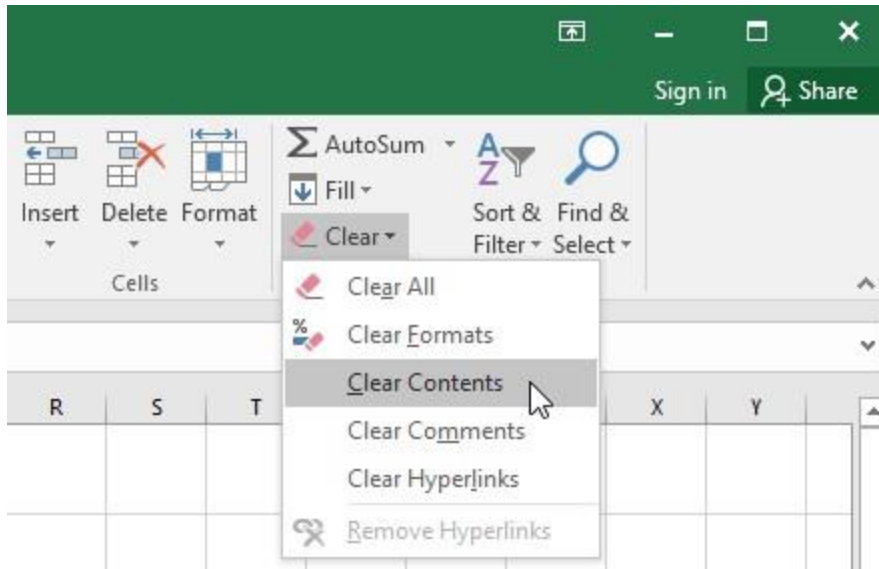 Sign in Share
AutoSum
Fill
Insert Delete Format
Clear
Sort & Filter
Find & Select
Cells
Clear All
%
Clear Formats
Clear Contents
Clear Comments
Clear Hyperlinks
Remove Hyperlinks
R S T X Y